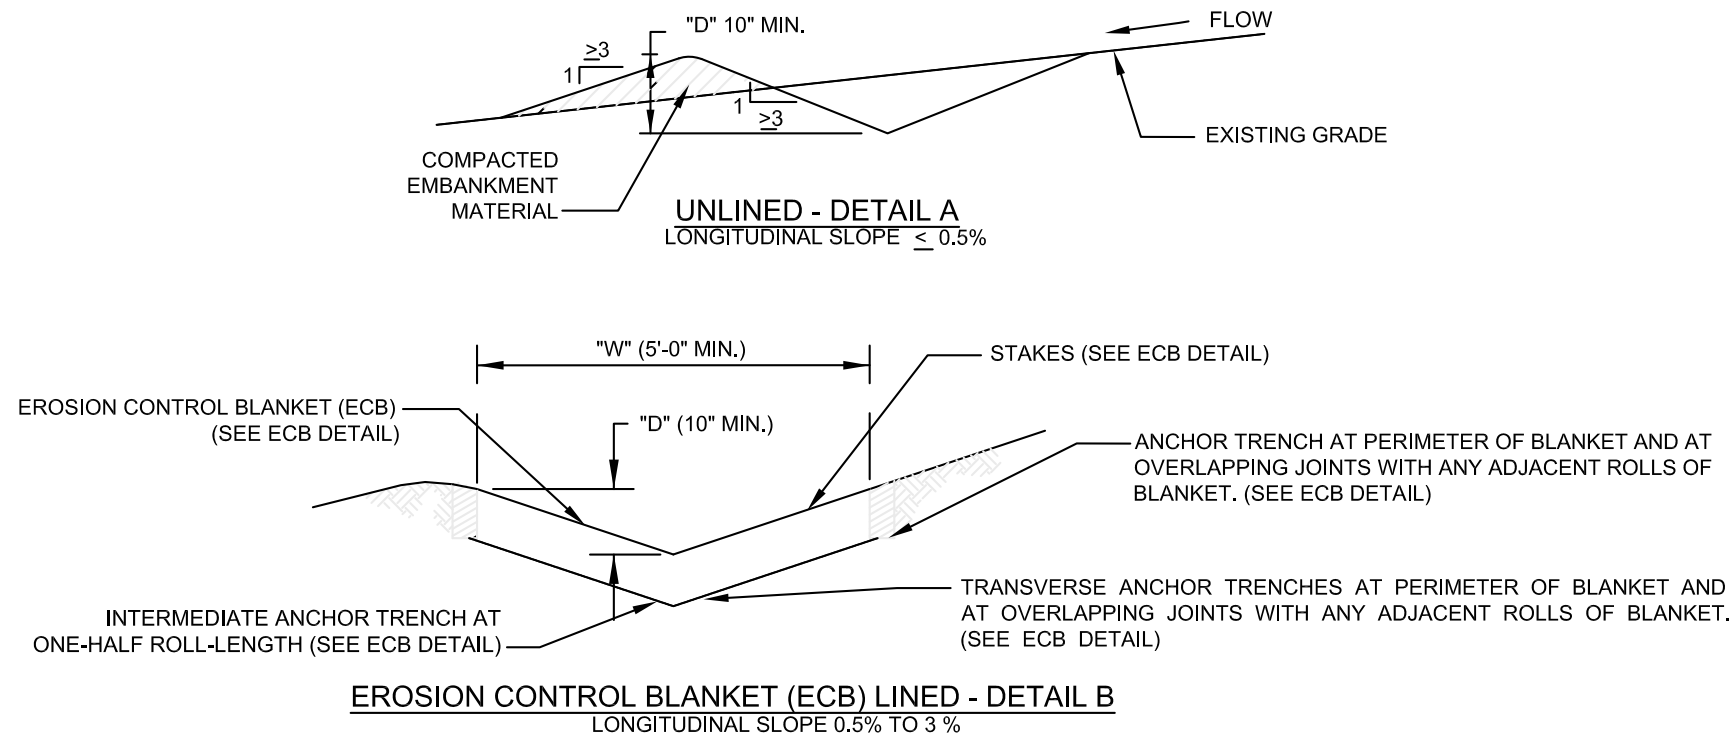 "D" 10" MIN.
FLOW
≥3
1
1
≥3
EXISTING GRADE
COMPACTED
EMBANKMENT
MATERIAL
UNLINED - DETAIL A
LONGITUDINAL SLOPE ≤ 0.5%
"W" (5'-0" MIN.)
STAKES (SEE ECB DETAIL)
EROSION CONTROL BLANKET (ECB)
(SEE ECB DETAIL)
"D" (10" MIN.)
ANCHOR TRENCH AT PERIMETER OF BLANKET AND AT
OVERLAPPING JOINTS WITH ANY ADJACENT ROLLS OF
BLANKET. (SEE ECB DETAIL)
INTERMEDIATE ANCHOR TRENCH AT
ONE-HALF ROLL-LENGTH (SEE ECB DETAIL)
TRANSVERSE ANCHOR TRENCHES AT PERIMETER OF BLANKET AND
AT OVERLAPPING JOINTS WITH ANY ADJACENT ROLLS OF BLANKET.
(SEE ECB DETAIL)
EROSION CONTROL BLANKET (ECB) LINED - DETAIL B
LONGITUDINAL SLOPE 0.5% TO 3 %